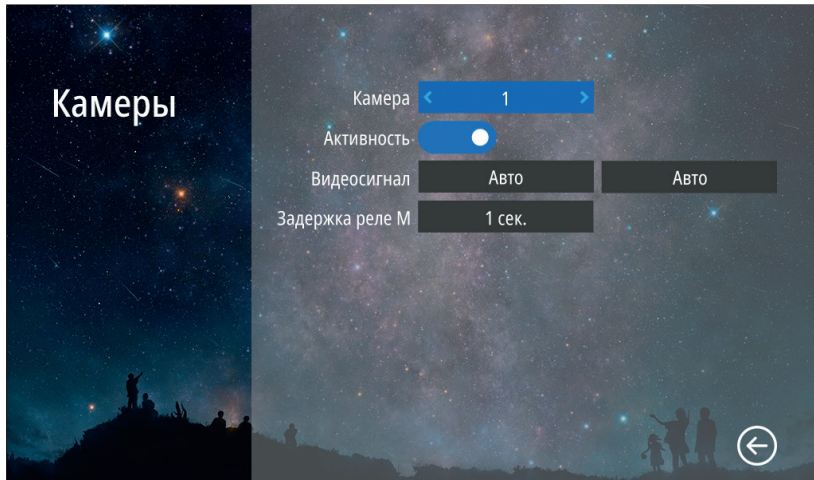 Камеры
Камера 1
Активность
Видеосигнал Авто Авто
Задержка реле М 1 сек.